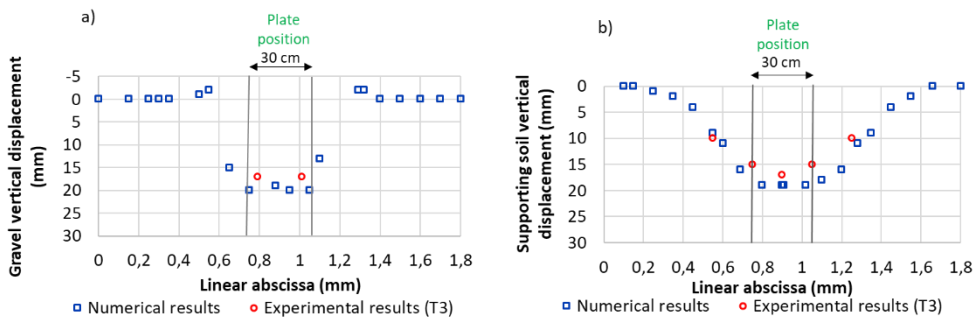 a)
Plate
position
30 cm
Gravel vertical displacement
(mm)
-5
0
5
10
15
20
25
30
0 0,2 0,4 0,6 0,8 1 1,2 1,4 1,6 1,8
Linear abscissa (mm)
Numerical results Experimental results (T3)
b)
Plate
position
30 cm
Supporting soil vertical
displacement (mm)
0
5
10
15
20
25
30
0 0,2 0,4 0,6 0,8 1 1,2 1,4 1,6 1,8
Linear abscissa (mm)
Numerical results Experimental results (T3)